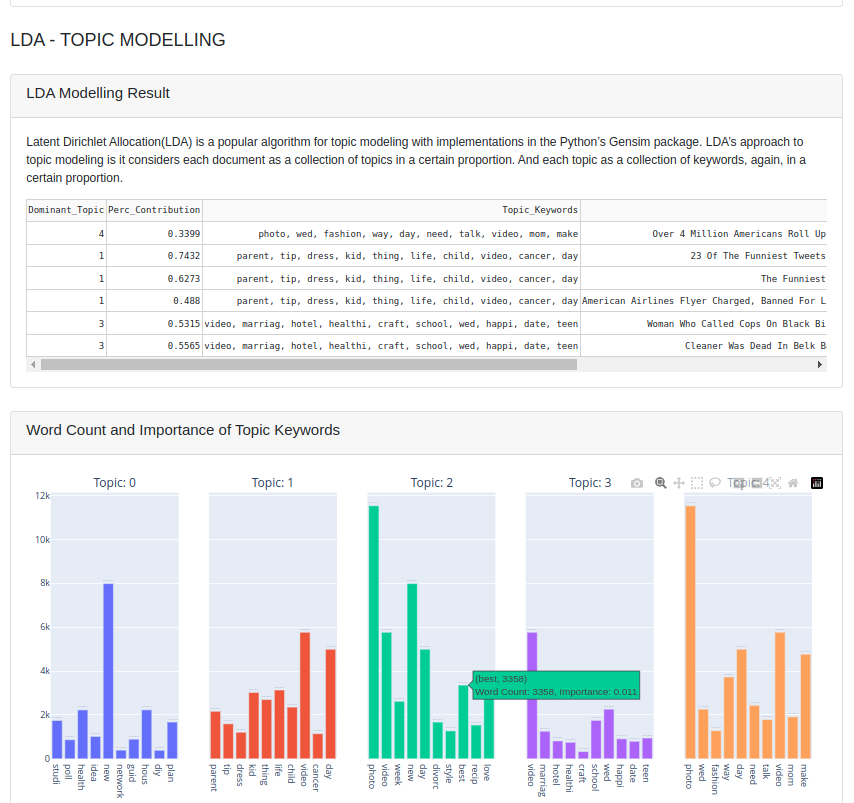 LDA - TOPIC MODELLING
LDA Modelling Result
Latent Dirichlet Allocation(LDA) is a popular algorithm for topic modeling with implementations in the Python's Gensim package. LDA's approach to
topic modeling is it considers each document as a collection of topics in a certain proportion. And each topic as a collection of keywords, again, in a
certain proportion.
Dominant_Topic Perc_Contribution Topic_Keywords
4 0.3399 photo, wed, fashion, way, day, need, talk, video, mom, make Over 4 Million Americans Roll Up
1 0.7432 parent, tip, dress, kid, thing, life, child, video, cancer, day 23 Of The Funniest Tweets
1 0.6273 parent, tip, dress, kid, thing, life, child, video, cancer, day The Funniest
1 0.488 parent, tip, dress, kid, thing, life, child, video, cancer, day American Airlines Flyer Charged, Banned For L
3 0.5315 video, marriag, hotel, healthi, craft, school, wed, happi, date, teen Woman Who Called Cops On Black Bi
3 0.5565 video, marriag, hotel, healthi, craft, school, wed, happi, date, teen Cleaner Was Dead In Belk B
Word Count and Importance of Topic Keywords
Topic: 0 Topic: 1 Topic: 2 Topic: 3 Topic: 4
12k
10k
8k
6k
4k
2k
0
(best, 3358)
Word Count: 3358, Importance: 0.011
studi poll health idea new network guid hous diy plan
parent tip dress kid thing life child video cancer day
photo video week new day divorc style best recip love
video marriag hotel healthi craft school wed happi date teen
photo wed fashion way day need talk video mom make